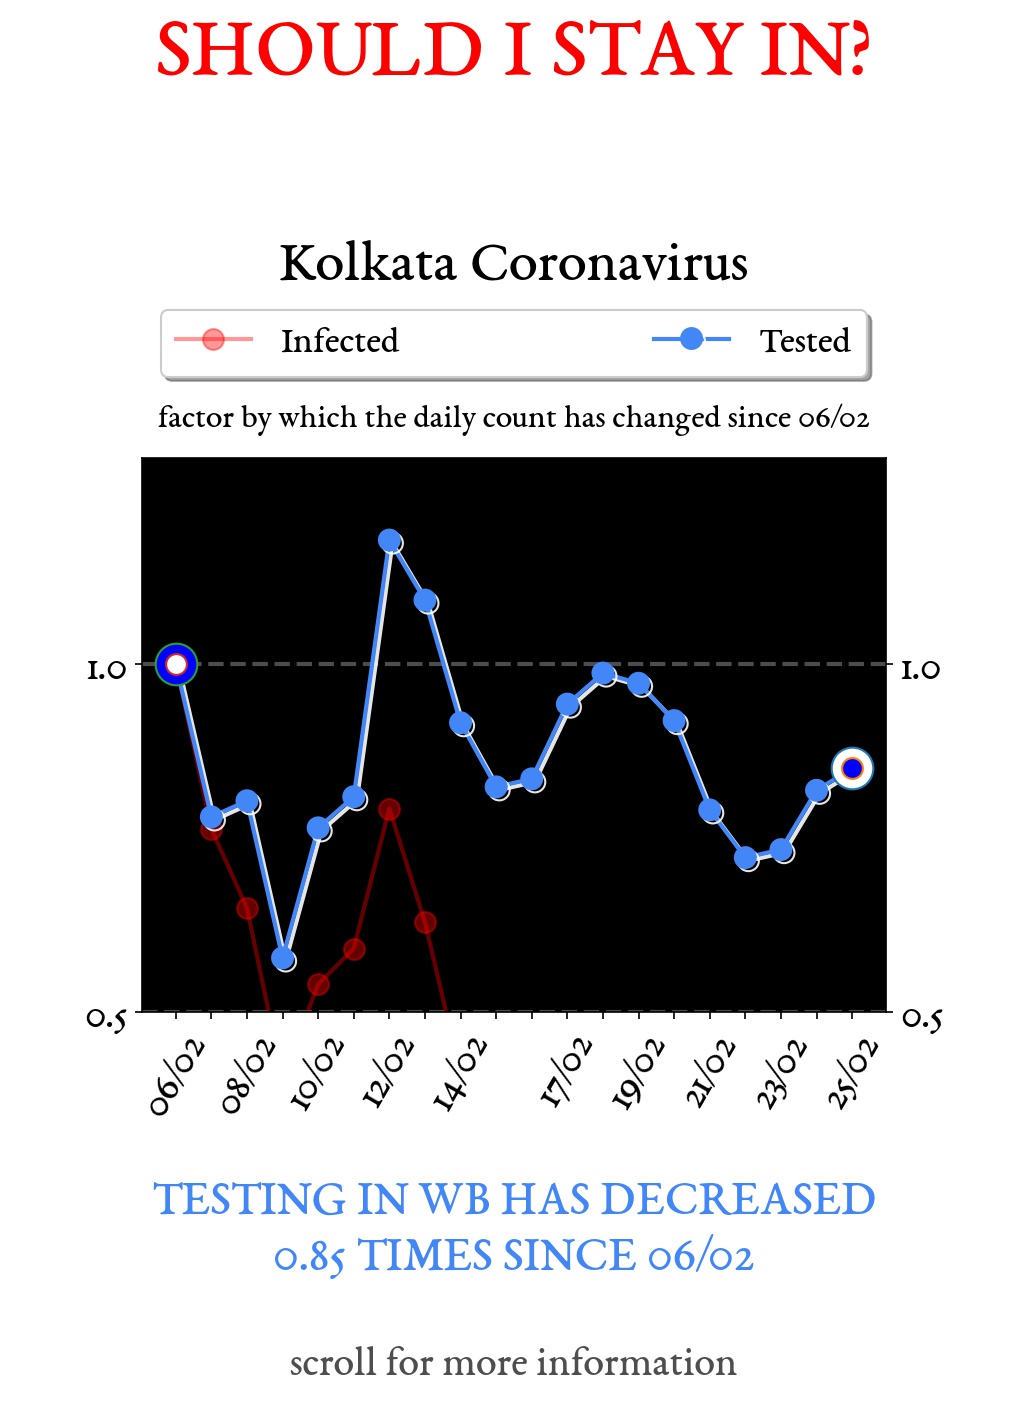 SHOULD I STAY IN?
Kolkata Coronavirus
Infected Tested
factor by which the daily count has changed since 06/02
1.0 1.0
0.5 0.5
06/02 08/02 10/02 12/02 14/02 17/02 19/02 21/02 23/02 25/02
TESTING IN WB HAS DECREASED
0.85 TIMES SINCE 06/02
scroll for more information